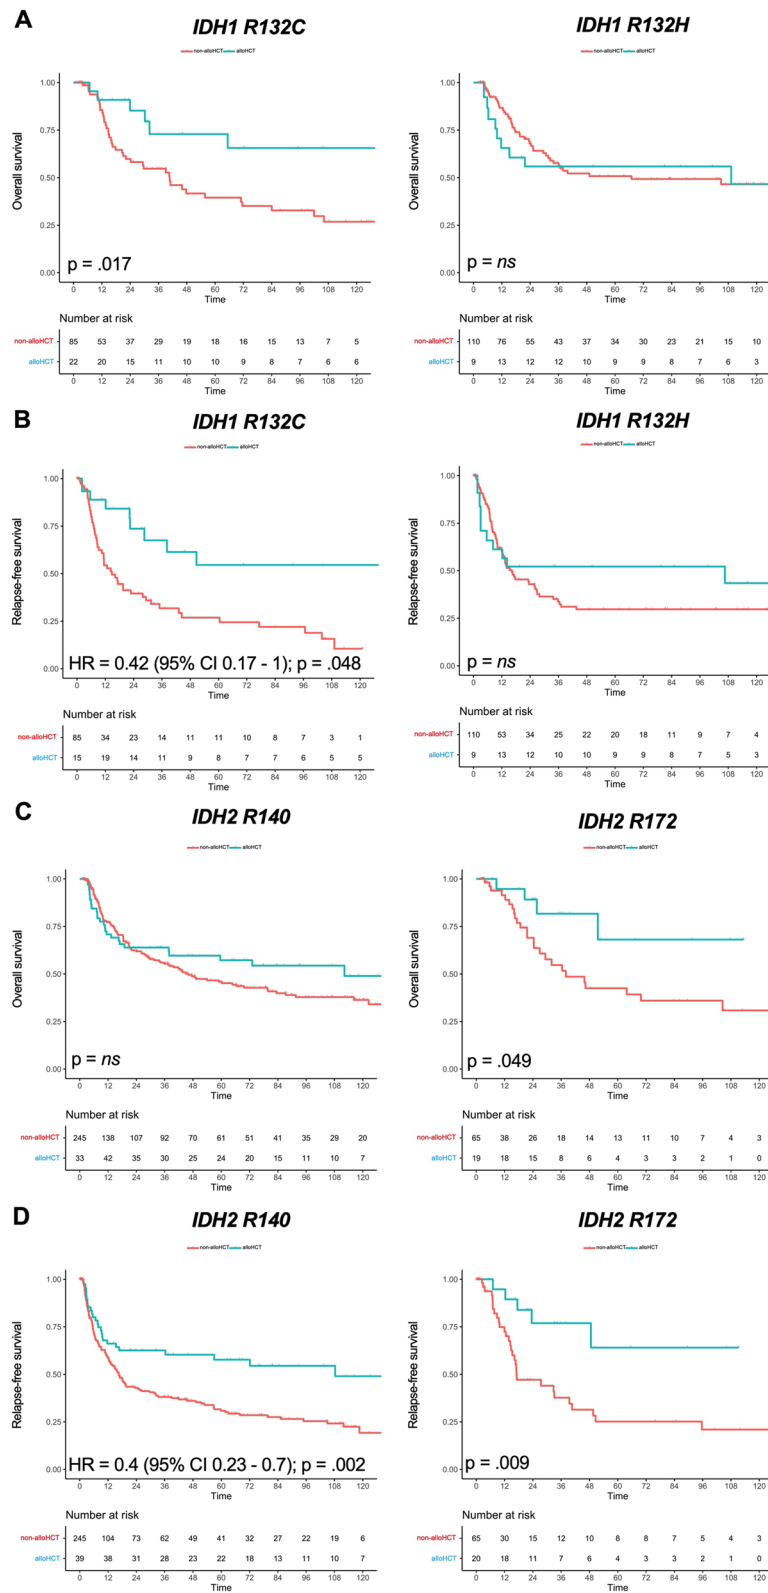 A
IDH1 R132C
non-alloHCT alloHCT
Overall survival
1.00
0.75
0.50
0.25
0.00
p = .017
0 12 24 36 48 60 72 84 96 108 120
Time
Number at risk
non-alloHCT 85 53 37 29 19 18 16 15 13 7 5
alloHCT 22 20 15 11 10 10 9 8 7 6 6
0 12 24 36 48 60 72 84 96 108 120
Time
IDH1 R132H
non-alloHCT alloHCT
Overall survival
1.00
0.75
0.50
0.25
0.00
p = ns
0 12 24 36 48 60 72 84 96 108 120
Time
Number at risk
non-alloHCT 110 76 55 43 37 34 30 23 21 15 10
alloHCT 9 13 12 12 10 9 9 8 7 6 3
0 12 24 36 48 60 72 84 96 108 120
Time
B
IDH1 R132C
non-alloHCT alloHCT
Relapse-free survival
1.00
0.75
0.50
0.25
0.00
HR = 0.42 (95% CI 0.17 - 1); p = .048
0 12 24 36 48 60 72 84 96 108 120
Time
Number at risk
non-alloHCT 85 34 23 14 11 11 10 8 7 3 1
alloHCT 15 19 14 11 9 8 7 7 6 5 5
0 12 24 36 48 60 72 84 96 108 120
Time
IDH1 R132H
non-alloHCT alloHCT
Relapse-free survival
1.00
0.75
0.50
0.25
0.00
p = ns
0 12 24 36 48 60 72 84 96 108 120
Time
Number at risk
non-alloHCT 110 53 34 25 22 20 18 11 9 7 4
alloHCT 9 13 12 10 10 9 9 8 7 5 3
0 12 24 36 48 60 72 84 96 108 120
Time
C
IDH2 R140
non-alloHCT alloHCT
Overall survival
1.00
0.75
0.50
0.25
0.00
p = ns
0 12 24 36 48 60 72 84 96 108 120
Time
Number at risk
non-alloHCT 245 138 107 92 70 61 51 41 35 29 20
alloHCT 33 42 35 30 25 24 20 15 11 10 7
0 12 24 36 48 60 72 84 96 108 120
Time
IDH2 R172
non-alloHCT alloHCT
Overall survival
1.00
0.75
0.50
0.25
0.00
p = .049
0 12 24 36 48 60 72 84 96 108 120
Time
Number at risk
non-alloHCT 65 38 26 18 14 13 11 10 7 4 3
alloHCT 19 18 15 8 6 4 3 3 2 1 0
0 12 24 36 48 60 72 84 96 108 120
Time
D
IDH2 R140
non-alloHCT alloHCT
Relapse-free survival
1.00
0.75
0.50
0.25
0.00
HR = 0.4 (95% CI 0.23 - 0.7); p = .002
0 12 24 36 48 60 72 84 96 108 120
Time
Number at risk
non-alloHCT 245 104 73 62 49 41 32 27 22 19 6
alloHCT 39 38 31 28 23 22 18 13 11 10 7
0 12 24 36 48 60 72 84 96 108 120
Time
IDH2 R172
non-alloHCT alloHCT
Relapse-free survival
1.00
0.75
0.50
0.25
0.00
p = .009
0 12 24 36 48 60 72 84 96 108 120
Time
Number at risk
non-alloHCT 65 30 15 12 10 8 8 7 5 4 3
alloHCT 20 18 11 7 6 4 3 3 2 1 0
0 12 24 36 48 60 72 84 96 108 120
Time